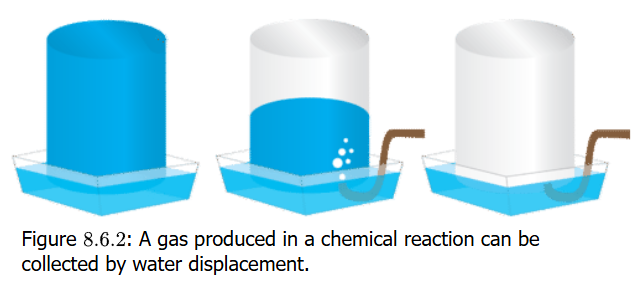 Figure 8.6.2: A gas produced in a chemical reaction can be
collected by water displacement.